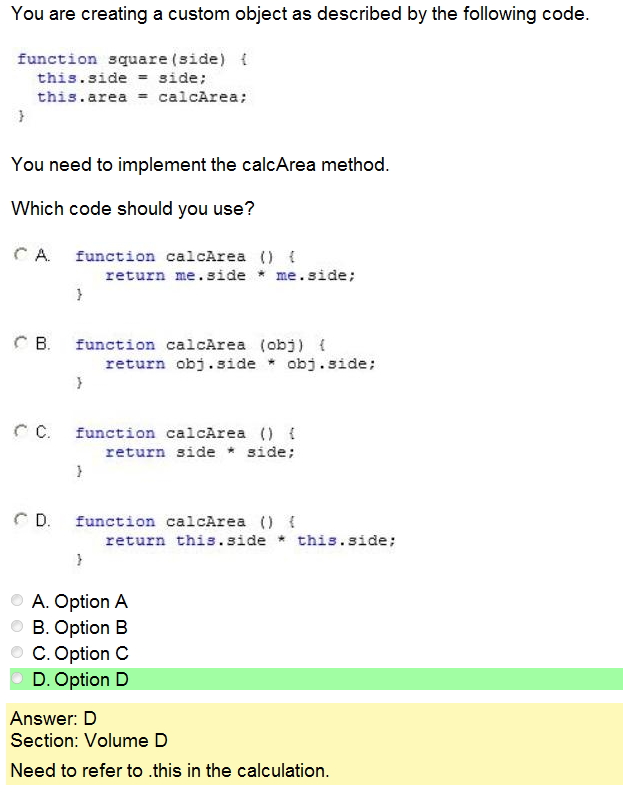 You are creating a custom object as described by the following code.
function square(side) {
this.side = side;
this.area = calcArea;
}
You need to implement the calcArea method.
Which code should you use?
A. function calcArea () {
return me.side * me.side;
}
B. function calcArea (obj) {
return obj.side * obj.side;
}
C. function calcArea () {
return side * side;
}
D. function calcArea () {
return this.side * this.side;
}
A. Option A
B. Option B
C. Option C
D. Option D
Answer: D
Section: Volume D
Need to refer to .this in the calculation.